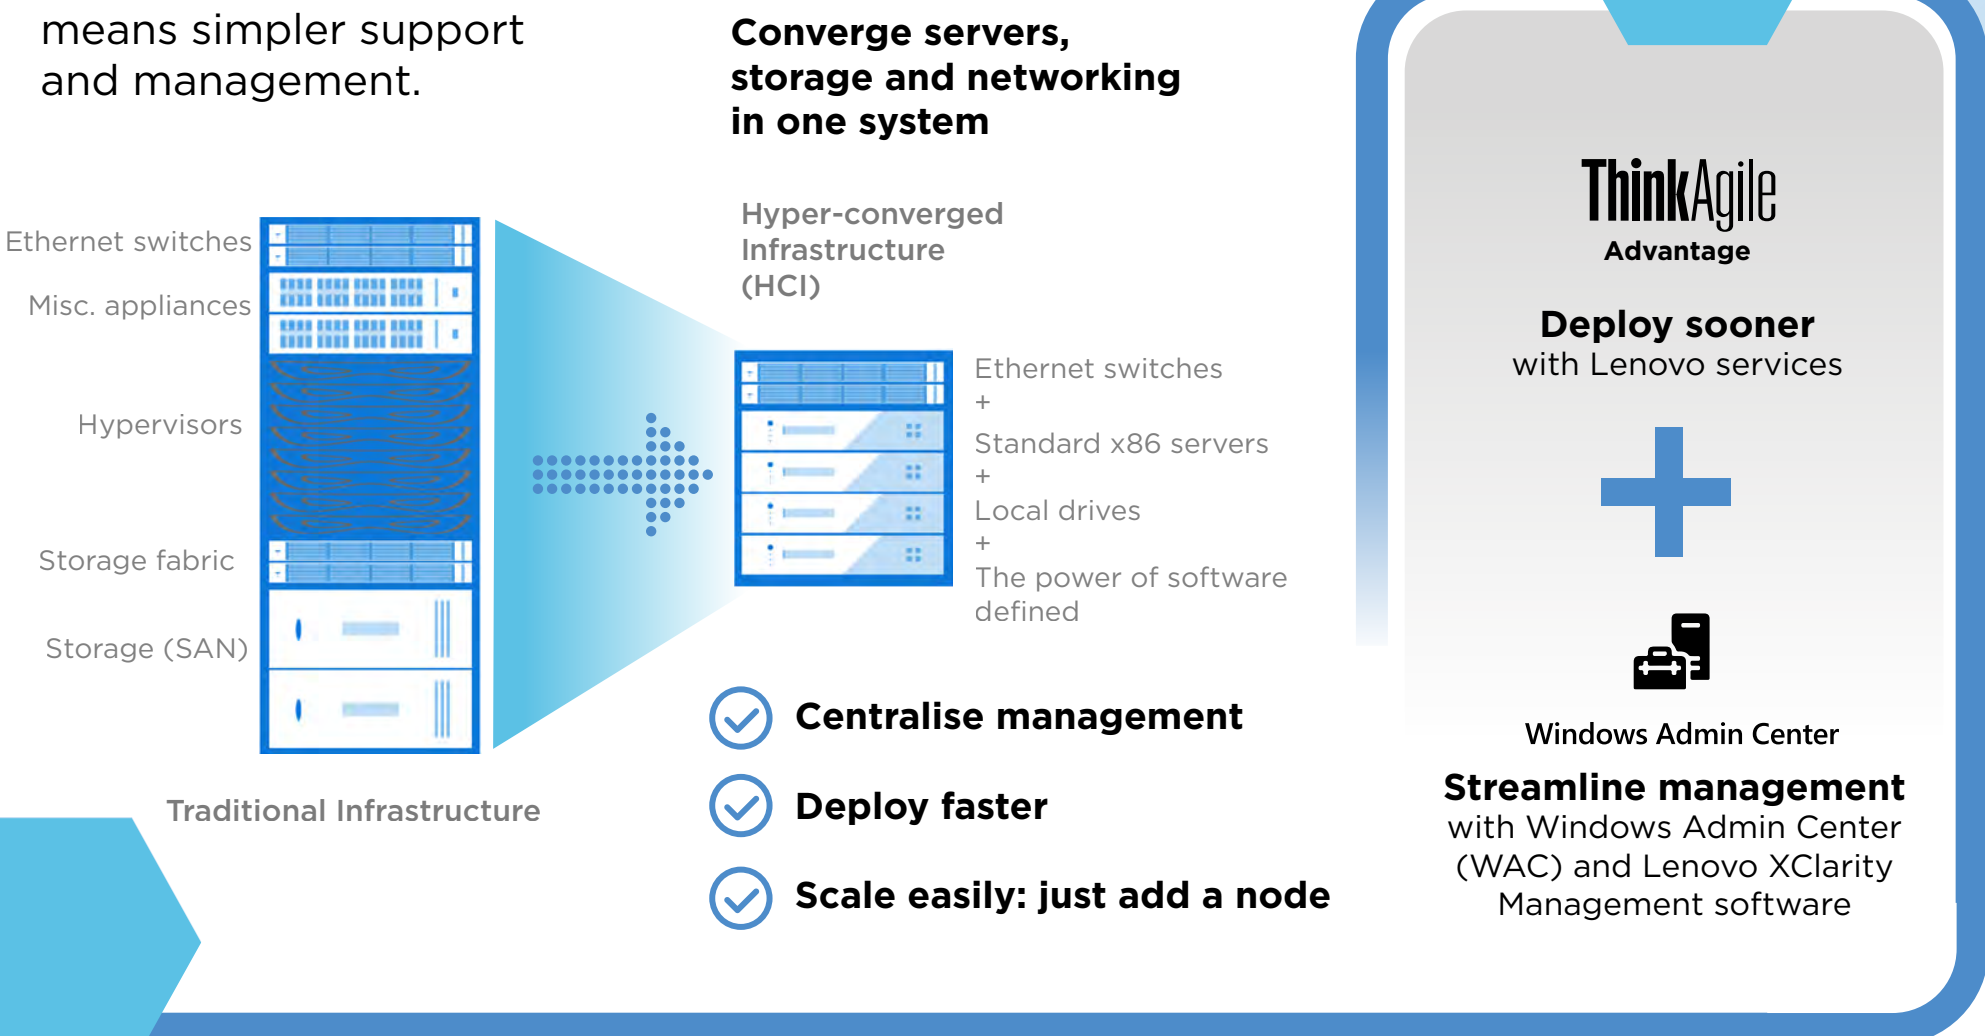 means simpler support
and management.
Converge servers,
storage and networking
in one system
Ethernet switches
Misc. appliances
Hypervisors
Storage fabric
Storage (SAN)
Traditional Infrastructure
Hyper-converged
Infrastructure
(HCI)
Ethernet switches
+
Standard x86 servers
+
Local drives
+
The power of software
defined
Centralise management
Deploy faster
Scale easily: just add a node
ThinkAgile
Advantage
Deploy sooner
with Lenovo services
Windows Admin Center
Streamline management
with Windows Admin Center
(WAC) and Lenovo XClarity
Management software